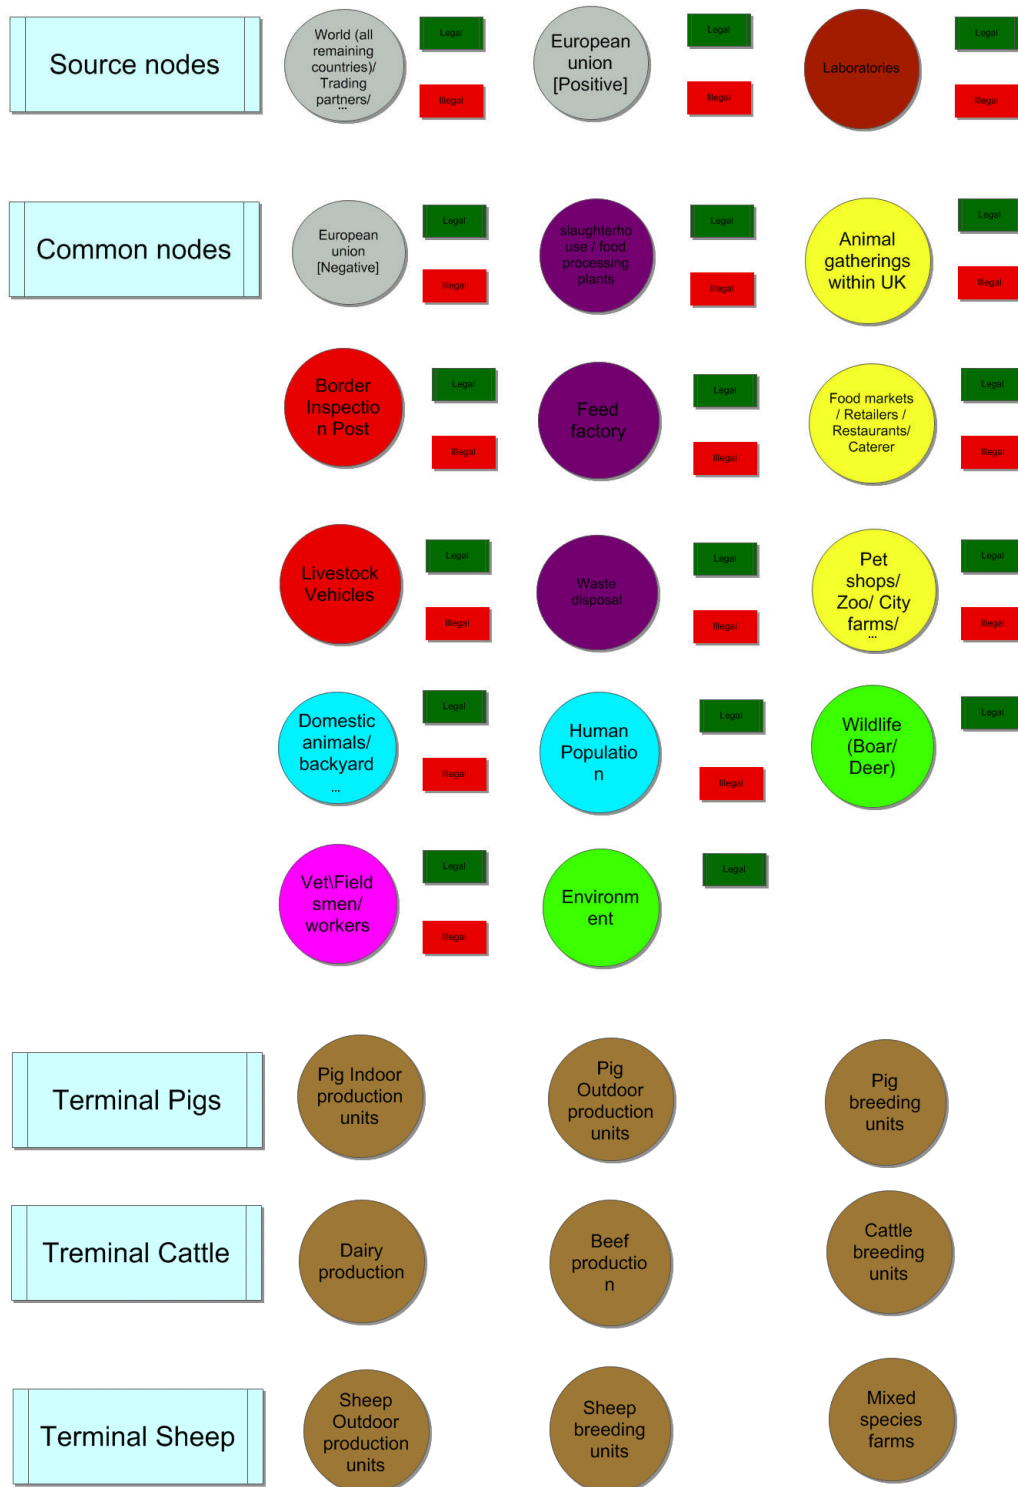 Source nodes
World (all
remaining
countries)/
Trading
partners/
...
Legal
Illegal
European
union
[Positive]
Legal
Illegal
Laboratories
Legal
Illegal
Common nodes
European
union
[Negative]
Legal
Illegal
slaughterho
use / food
processing
plants
Legal
Illegal
Animal
gatherings
within UK
Legal
Illegal
Border
Inspectio
n Post
Legal
Illegal
Feed
factory
Legal
Illegal
Food markets
/ Retailers /
Restaurants/
Caterer
Legal
Illegal
Livestock
Vehicles
Legal
Illegal
Waste
disposal
Legal
Illegal
Pet
shops/
Zoo/ City
farms/
...
Legal
Illegal
Domestic
animals/
backyard
...
Legal
Illegal
Human
Populatio
n
Legal
Illegal
Wildlife
(Boar/
Deer)
Legal
Vet\Field
smen/
workers
Legal
Illegal
Environm
ent
Legal
Terminal Pigs
Pig Indoor
production
units
Pig
Outdoor
production
units
Pig
breeding
units
Treminal Cattle
Dairy
production
Beef
productio
n
Cattle
breeding
units
Terminal Sheep
Sheep
Outdoor
production
units
Sheep
breeding
units
Mixed
species
farms